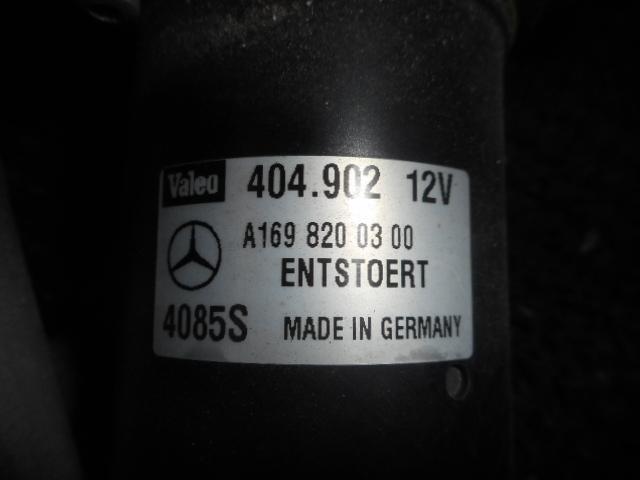 Valeo 404.902 12V
A169 820 03 00
ENTSTOERT
4085S MADE IN GERMANY